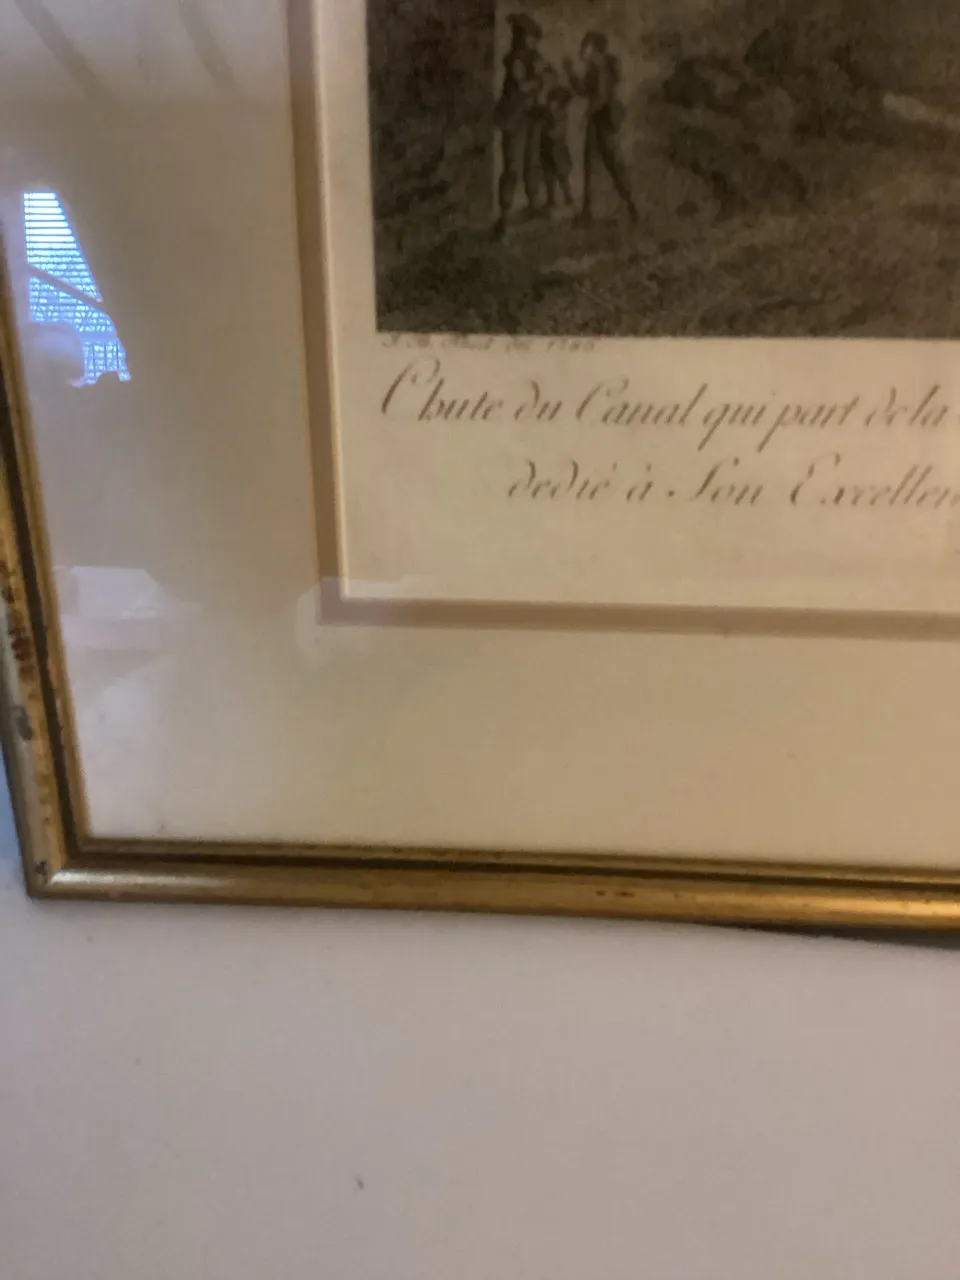 Chute du Canal qui part de la
dedié à Son Excellen